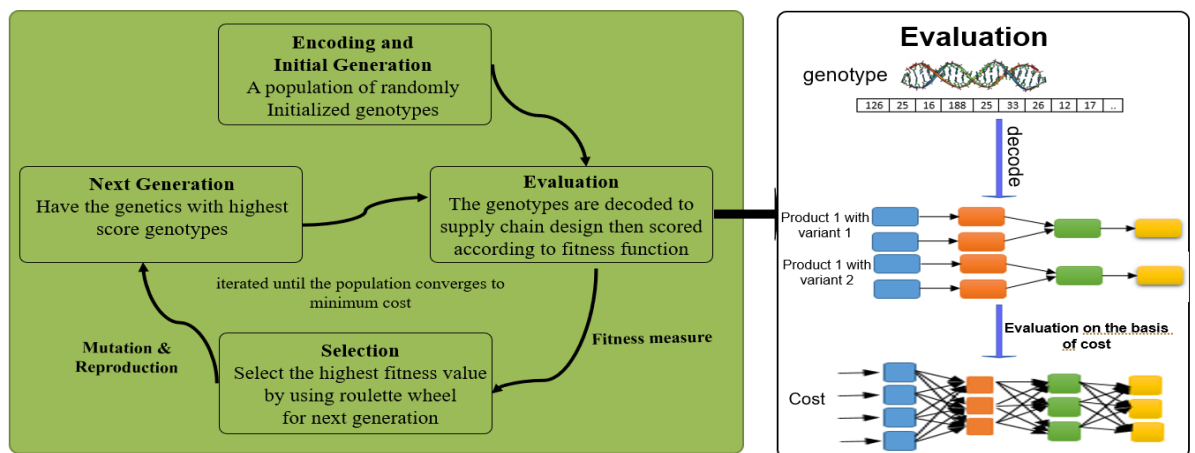 Encoding and
Initial Generation
A population of randomly
Initialized genotypes
Next Generation
Have the genetics with highest
score genotypes
Evaluation
The genotypes are decoded to
supply chain design then scored
according to fitness function
iterated until the population converges to
minimum cost
Mutation &
Reproduction
Fitness measure
Selection
Select the highest fitness value
by using roulette wheel
for next generation
Evaluation
genotype
126 25 16 188 25 33 26 12 17 ..
decode
Product 1 with
variant 1
Product 1 with
variant 2
Evaluation on the basis
of cost
Cost